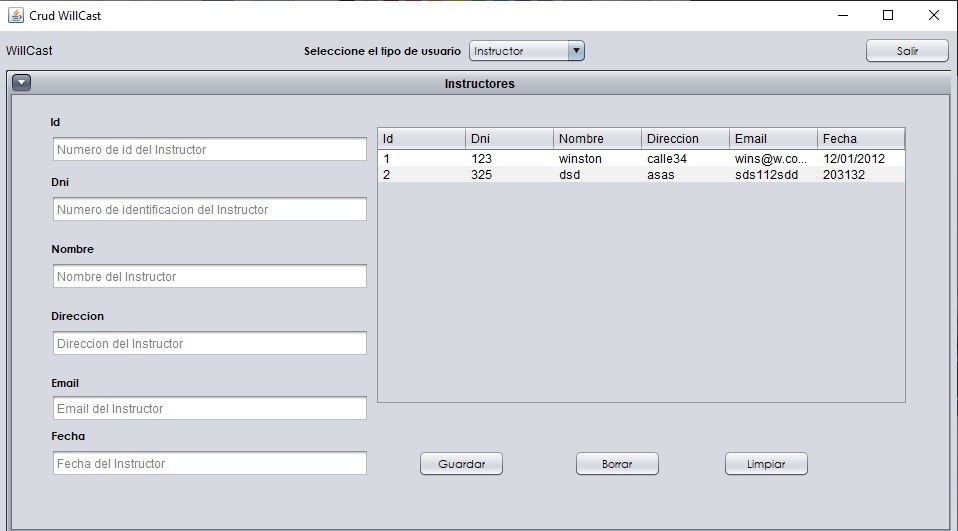 Crud WillCast
WillCast
Seleccione el tipo de usuario
Instructor
Salir
Instructores
Id
Numero de id del Instructor
Dni
Numero de identificacion del Instructor
Nombre
Nombre del Instructor
Direccion
Direccion del Instructor
Email
Email del Instructor
Fecha
Fecha del Instructor
Id Dni Nombre Direccion Email Fecha
1 123 winston calle34 wins@w.co... 12/01/2012
2 325 dsd asas sds112sdd 203132
Guardar
Borrar
Limpiar